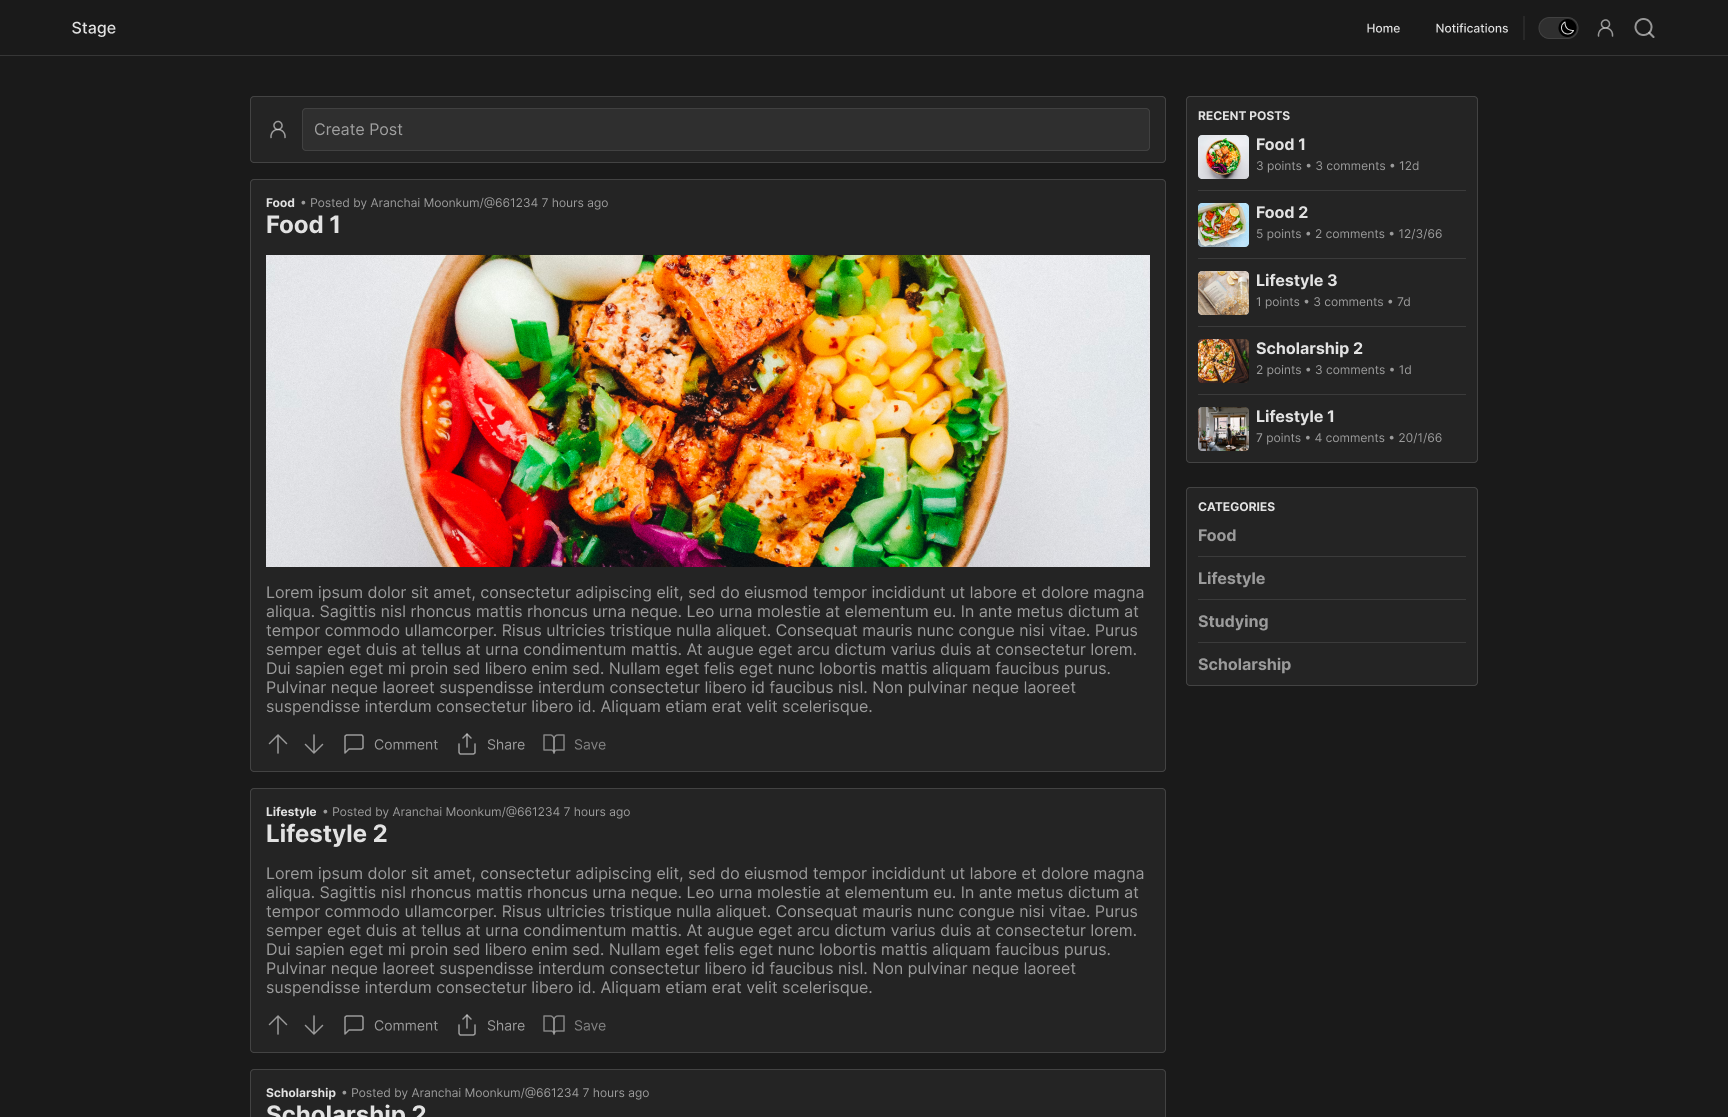 Stage
Home
Notifications
Create Post
Food • Posted by Aranchai Moonkum/@661234 7 hours ago
Food 1
Lorem ipsum dolor sit amet, consectetur adipiscing elit, sed do eiusmod tempor incididunt ut labore et dolore magna
aliqua. Sagittis nisl rhoncus mattis rhoncus urna neque. Leo urna molestie at elementum eu. In ante metus dictum at
tempor commodo ullamcorper. Risus ultricies tristique nulla aliquet. Consequat mauris nunc congue nisi vitae. Purus
semper eget duis at tellus at urna condimentum mattis. At augue eget arcu dictum varius duis at consectetur lorem.
Dui sapien eget mi proin sed libero enim sed. Nullam eget felis eget nunc lobortis mattis aliquam faucibus purus.
Pulvinar neque laoreet suspendisse interdum consectetur libero id faucibus nisl. Non pulvinar neque laoreet
suspendisse interdum consectetur libero id. Aliquam etiam erat velit scelerisque.
Comment
Share
Save
Lifestyle • Posted by Aranchai Moonkum/@661234 7 hours ago
Lifestyle 2
Lorem ipsum dolor sit amet, consectetur adipiscing elit, sed do eiusmod tempor incididunt ut labore et dolore magna
aliqua. Sagittis nisl rhoncus mattis rhoncus urna neque. Leo urna molestie at elementum eu. In ante metus dictum at
tempor commodo ullamcorper. Risus ultricies tristique nulla aliquet. Consequat mauris nunc congue nisi vitae. Purus
semper eget duis at tellus at urna condimentum mattis. At augue eget arcu dictum varius duis at consectetur lorem.
Dui sapien eget mi proin sed libero enim sed. Nullam eget felis eget nunc lobortis mattis aliquam faucibus purus.
Pulvinar neque laoreet suspendisse interdum consectetur libero id faucibus nisl. Non pulvinar neque laoreet
suspendisse interdum consectetur libero id. Aliquam etiam erat velit scelerisque.
Comment
Share
Save
Scholarship • Posted by Aranchai Moonkum/@661234 7 hours ago
Scholarship 2
RECENT POSTS
Food 1
3 points • 3 comments • 12d
Food 2
5 points • 2 comments • 12/3/66
Lifestyle 3
1 points • 3 comments • 7d
Scholarship 2
2 points • 3 comments • 1d
Lifestyle 1
7 points • 4 comments • 20/1/66
CATEGORIES
Food
Lifestyle
Studying
Scholarship